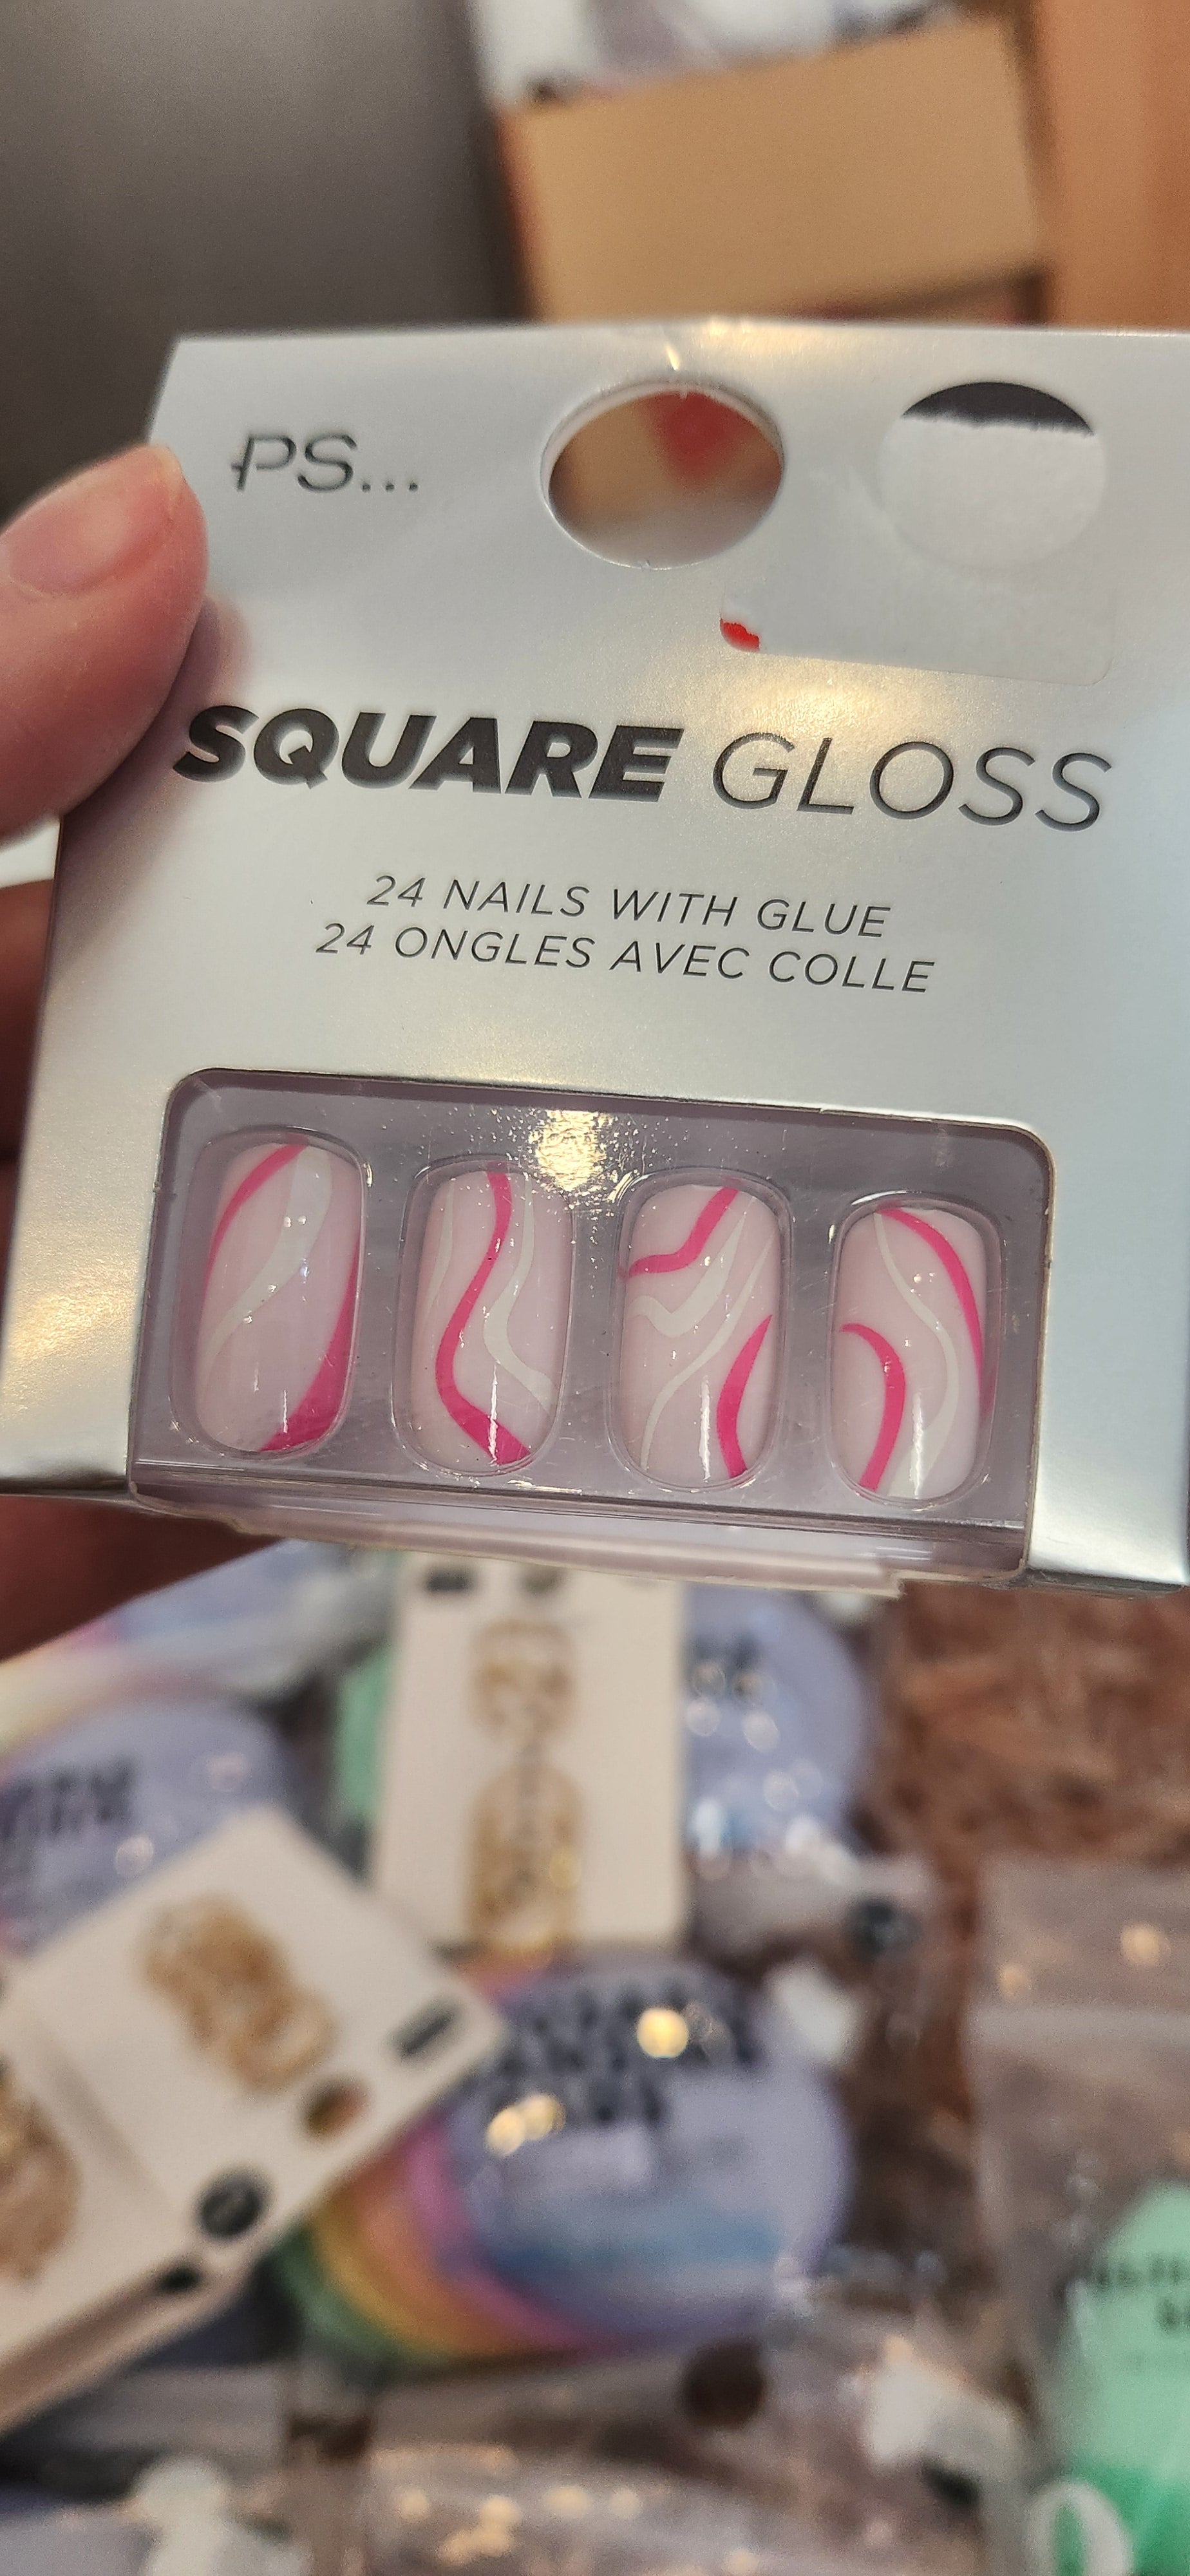 PS...
SQUARE GLOSS
24 NAILS WITH GLUE
24 ONGLES AVEC COLLE